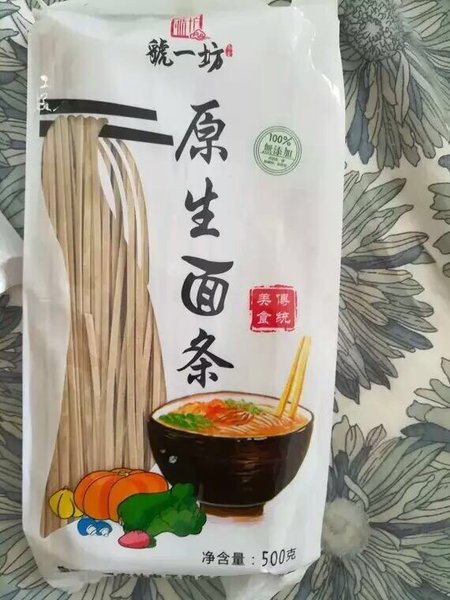 號一坊
原生面条
100%
無添加
傳統
美食
净含量：500克